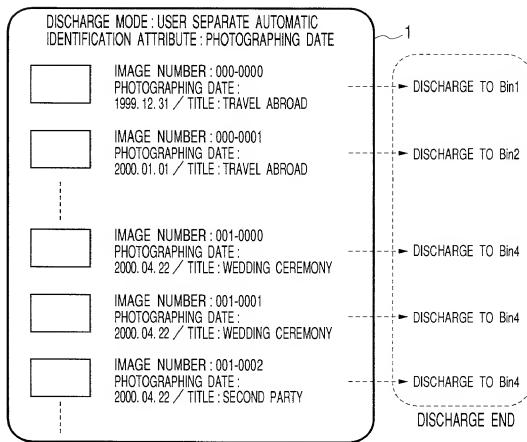 DISCHARGE MODE : USER SEPARATE AUTOMATIC
IDENTIFICATION ATTRIBUTE : PHOTOGRAPHING DATE
1
IMAGE NUMBER : 000-0000
PHOTOGRAPHING DATE :
1999. 12. 31 / TITLE : TRAVEL ABROAD
DISCHARGE TO Bin1
IMAGE NUMBER : 000-0001
PHOTOGRAPHING DATE :
2000. 01. 01 / TITLE : TRAVEL ABROAD
DISCHARGE TO Bin2
IMAGE NUMBER : 001-0000
PHOTOGRAPHING DATE :
2000. 04. 22 / TITLE : WEDDING CEREMONY
DISCHARGE TO Bin4
IMAGE NUMBER : 001-0001
PHOTOGRAPHING DATE :
2000. 04. 22 / TITLE : WEDDING CEREMONY
DISCHARGE TO Bin4
IMAGE NUMBER : 001-0002
PHOTOGRAPHING DATE :
2000. 04. 22 / TITLE : SECOND PARTY
DISCHARGE TO Bin4
DISCHARGE END